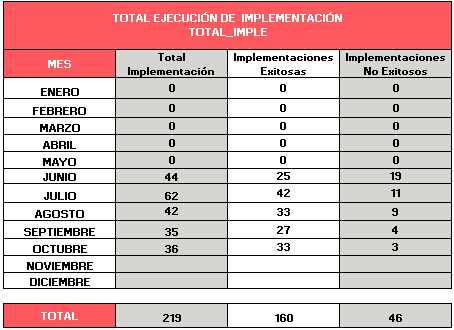 TOTAL EJECUCIÓN DE IMPLEMENTACIÓN
TOTAL_IMPLE
MES Total Implementación Implementaciones Exitosas Implementaciones No Exitosos
ENERO 0 0 0
FEBRERO 0 0 0
MARZO 0 0 0
ABRIL 0 0 0
MAYO 0 0 0
JUNIO 44 25 19
JULIO 62 42 11
AGOSTO 42 33 9
SEPTIEMBRE 35 27 4
OCTUBRE 36 33 3
NOVIEMBRE
DICIEMBRE
TOTAL 219 160 46